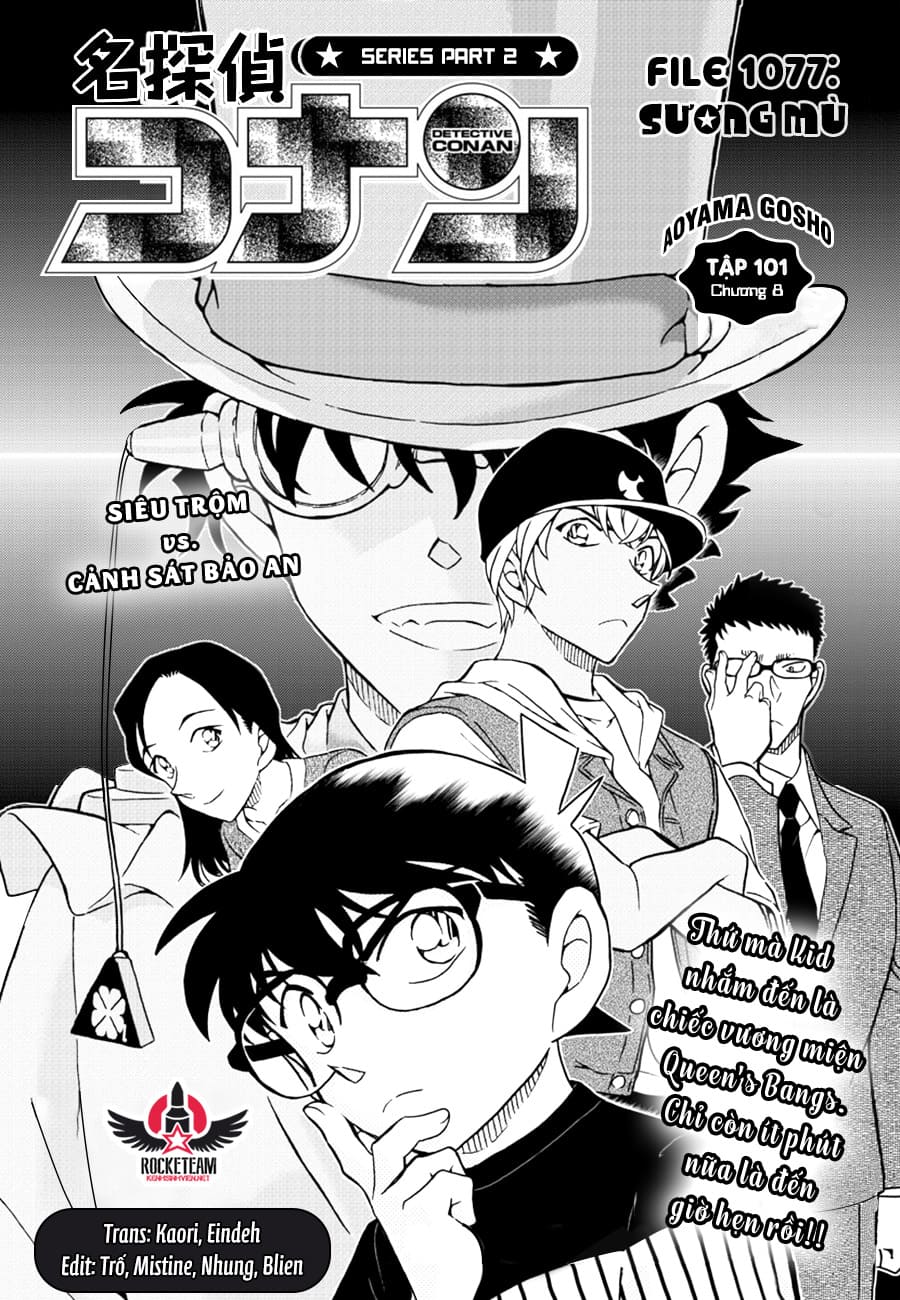 名探偵
コナン
DETECTIVE
CONAN
★ SERIES PART 2 ★
FILE 1077:
SƯƠNG MÙ
AOYAMA GOSHO
TẬP 101
Chương 8
SIÊU TRỘM
vs.
CẢNH SÁT BẢO AN
Thứ mà Kid
nhắm đến là
chiếc vương miện
Queen's Bangs.
Chỉ còn ít phút
nữa là đến
giờ hẹn rồi!!
ROCKETEAM
KENHSINHVIEN.NET
Trans: Kaori, Eindeh
Edit: Trố, Mistine, Nhung, Blien